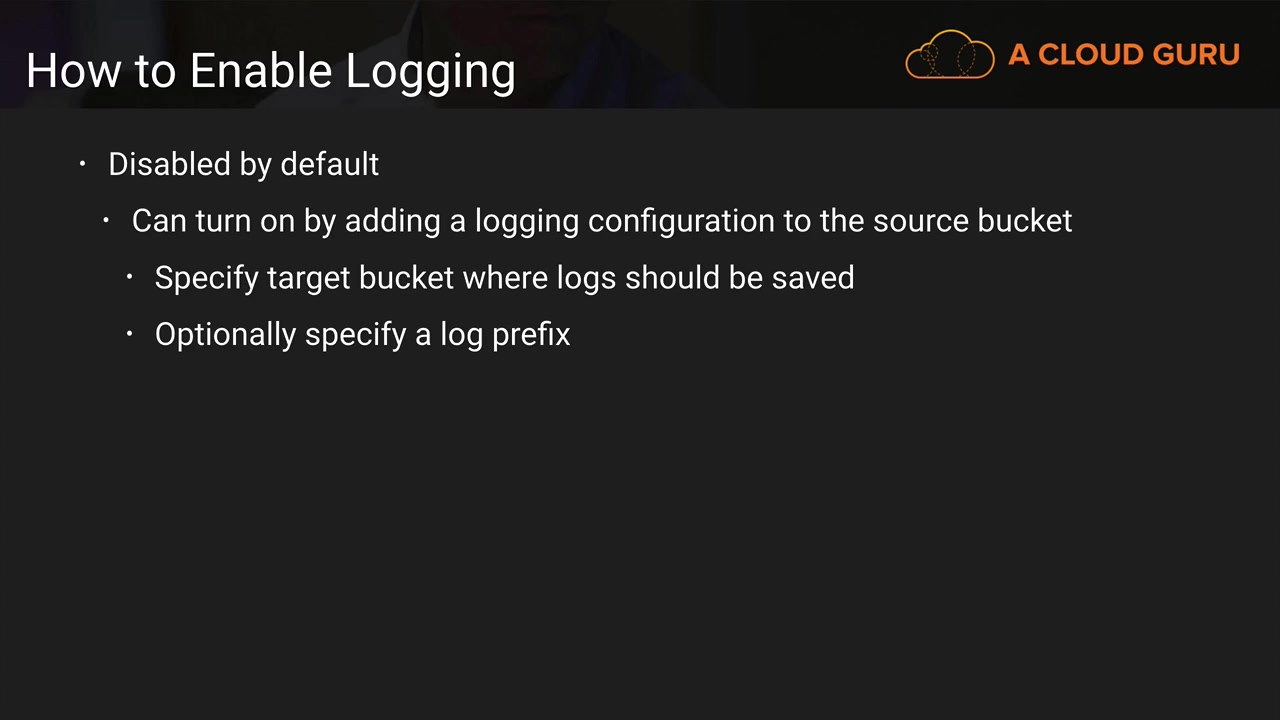 How to Enable Logging
A CLOUD GURU
• Disabled by default
• Can turn on by adding a logging configuration to the source bucket
• Specify target bucket where logs should be saved
• Optionally specify a log prefix